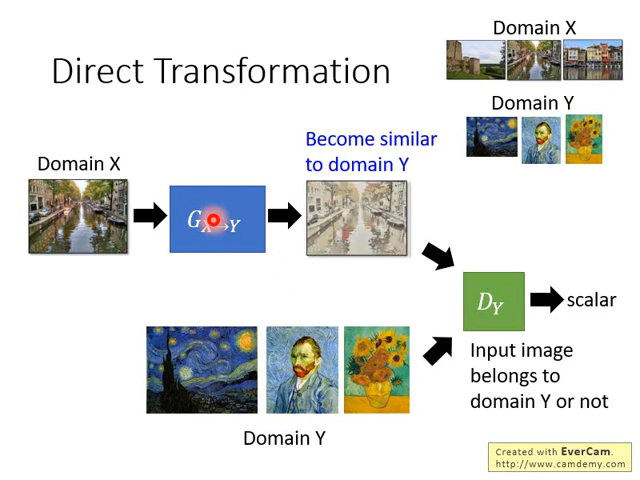 Domain X
Direct Transformation
Domain Y
Become similar
to domain Y
Domain X
G X→Y
D Y
scalar
Input image
belongs to
domain Y or not
Domain Y
Created with EverCam.
http://www.camdemy.com